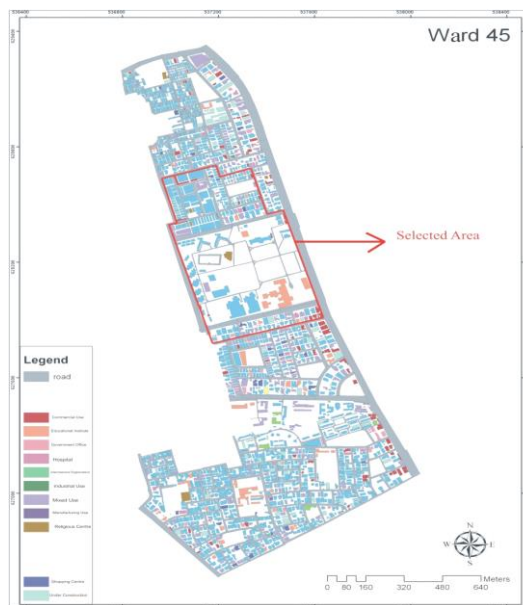 Ward 45
Selected Area
Legend
road
Commercial Use
Educational Institute
Government Office
Hospital
Industrial Use
Mixed Use
Manufacturing Use
Religious Centre
Shopping Centre
Under Construction
N
W
E
S
Meters
0 80 160 320 480 640